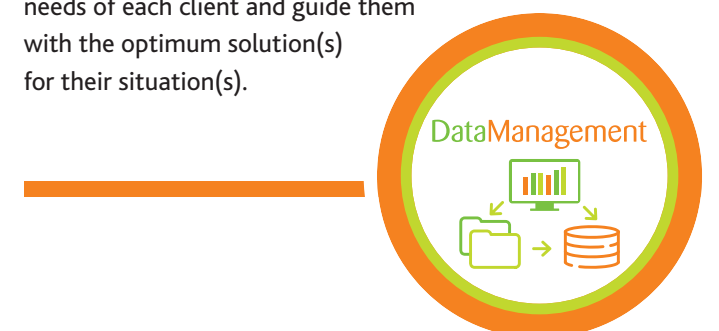 needs of each client and guide them
with the optimum solution(s)
for their situation(s).
DataManagement